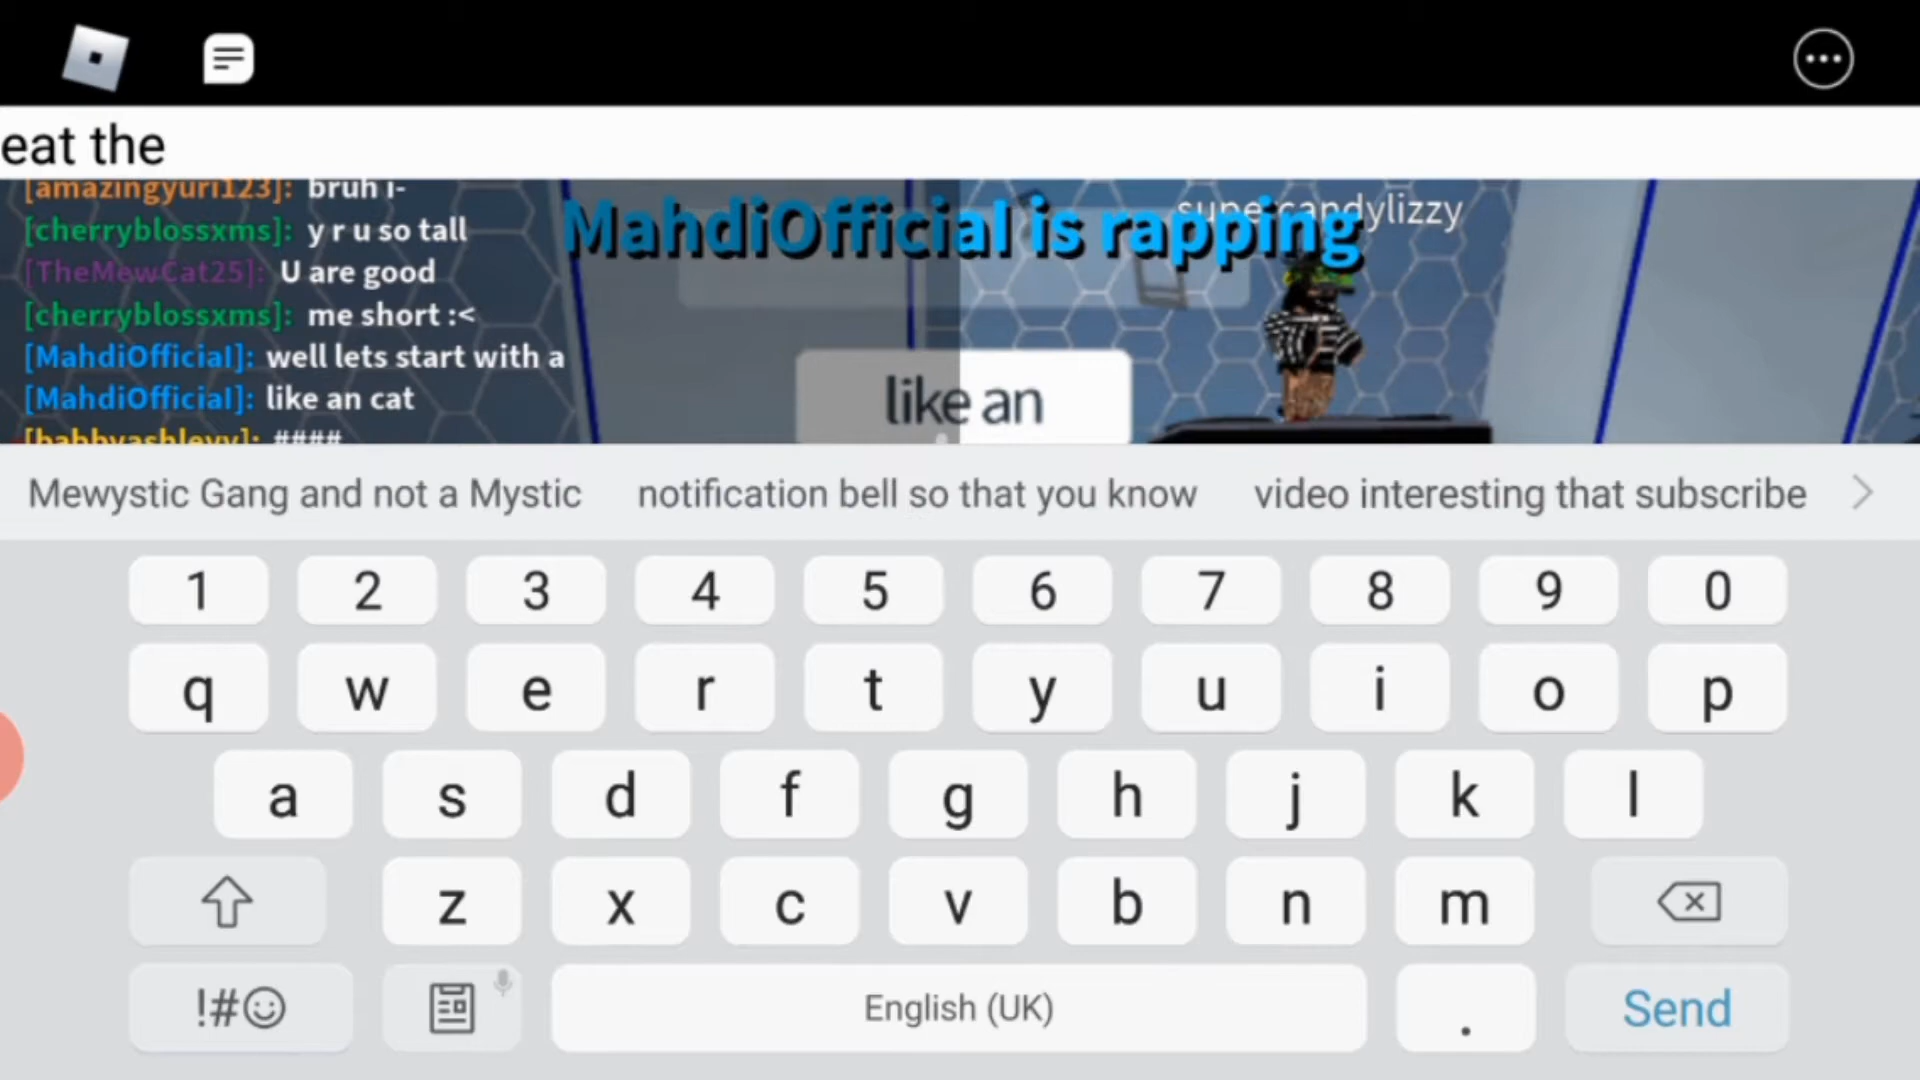 eat the
[amazingyuri123]: bruh i-
[cherryblossxms]: y r u so tall
[TheMewCat25]: U are good
[cherryblossxms]: me short :<
[MahdiOfficial]: well lets start with a
[MahdiOfficial]: like an cat
[babbyashleyy]: ####
supercandylizzy
MahdiOfficial is rapping
like an
Mewystic Gang and not a Mystic notification bell so that you know video interesting that subscribe >
1 2 3 4 5 6 7 8 9 0
q w e r t y u i o p
a s d f g h j k l
z x c v b n m
!#☺ English (UK) . Send